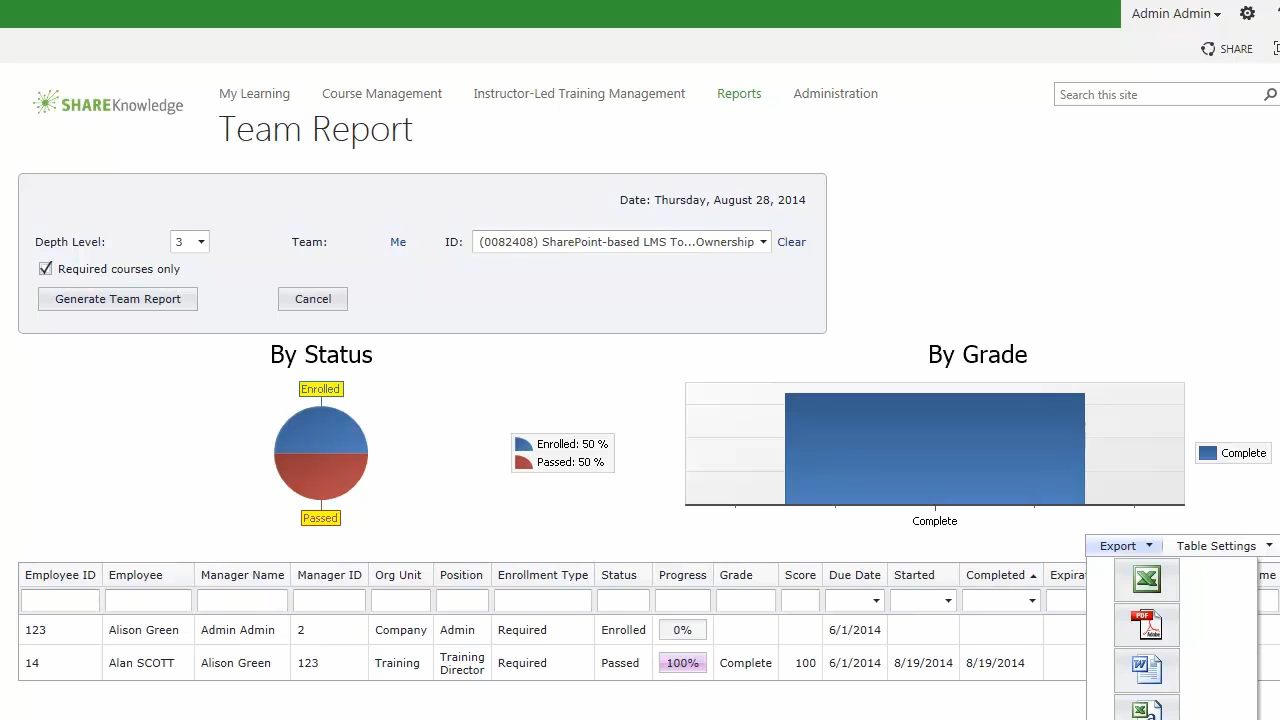 Admin Admin
SHARE
SHAREKnowledge
My Learning Course Management Instructor-Led Training Management Reports Administration
Search this site
Team Report
Date: Thursday, August 28, 2014
Depth Level: 3 Team: Me ID: (0082408) SharePoint-based LMS To...Ownership Clear
Required courses only
Generate Team Report Cancel
By Status By Grade
Enrolled
Enrolled: 50 %
Passed: 50 %
Complete
Passed
Complete
Export Table Settings
Employee ID Employee Manager Name Manager ID Org Unit Position Enrollment Type Status Progress Grade Score Due Date Started Completed Expirat me
123 Alison Green Admin Admin 2 Company Admin Required Enrolled 0% 6/1/2014
14 Alan SCOTT Alison Green 123 Training Training Director Required Passed 100% Complete 100 6/1/2014 8/19/2014 8/19/2014
PDF
Adobe